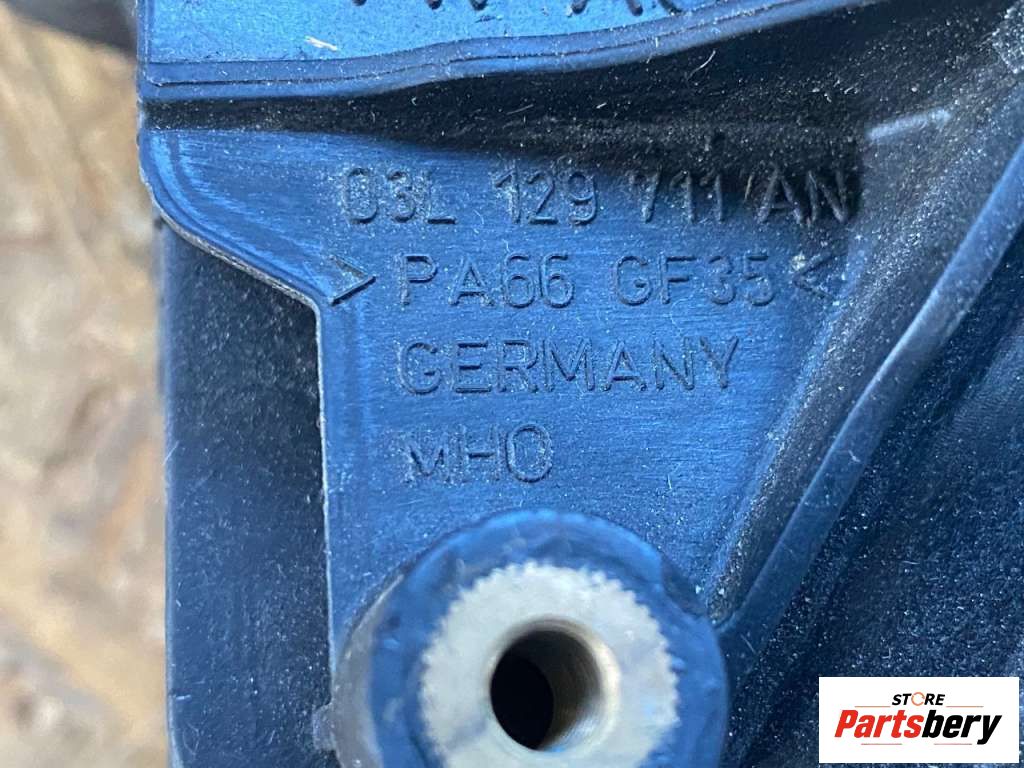 03L 129 711 AN
>PA66 GF35<
GERMANY
MHO
STORE
Partsbery